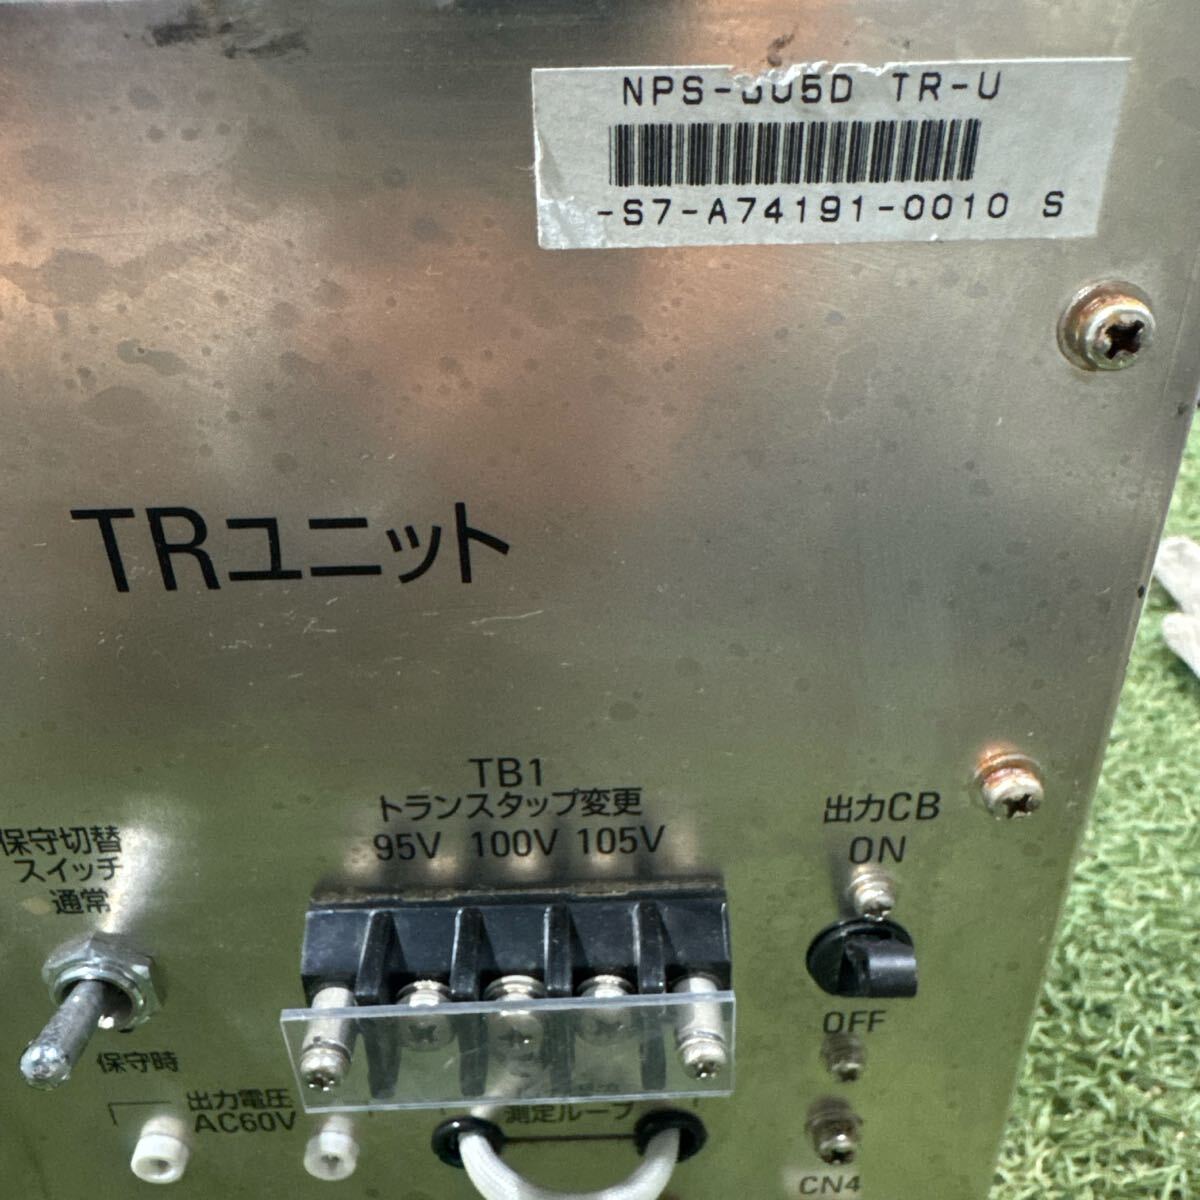 TR-U
-S7-A74191-0010 S
TRユニット
TB1
トランスタップ変更
95V 100V 105V
出力CB
ON
OFF
保守切替
スイッチ
通常
保守時
出力電圧
AC60V
測定ループ
CN4